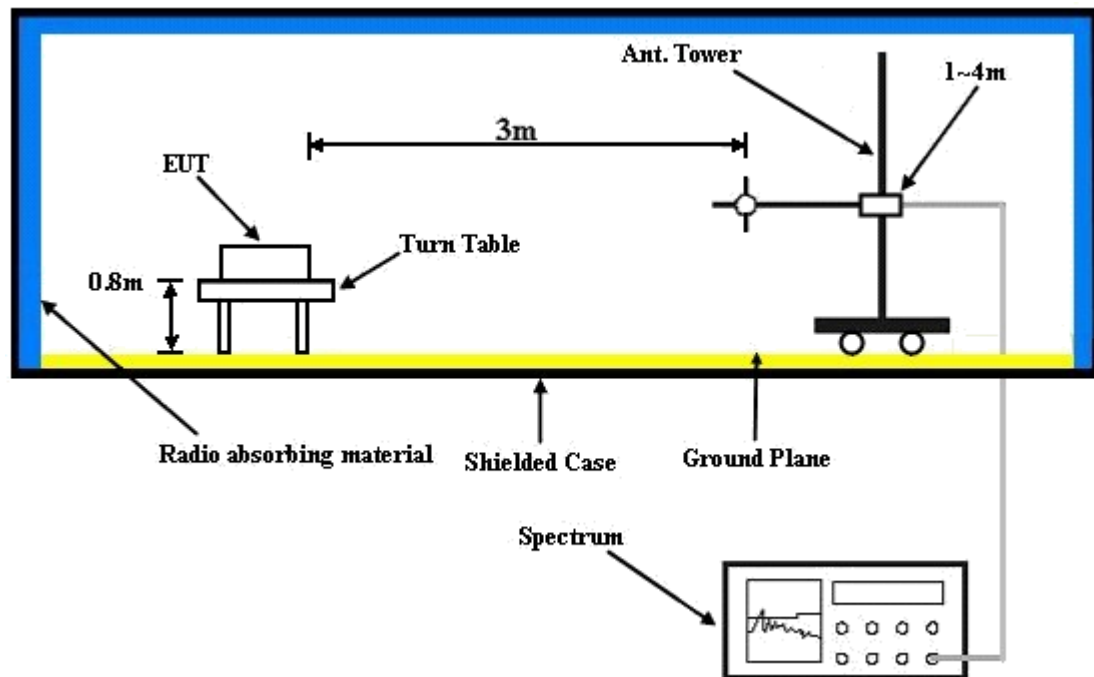 Ant. Tower
1~4m
3m
EUT
Turn Table
0.8m
Radio absorbing material
Shielded Case
Ground Plane
Spectrum